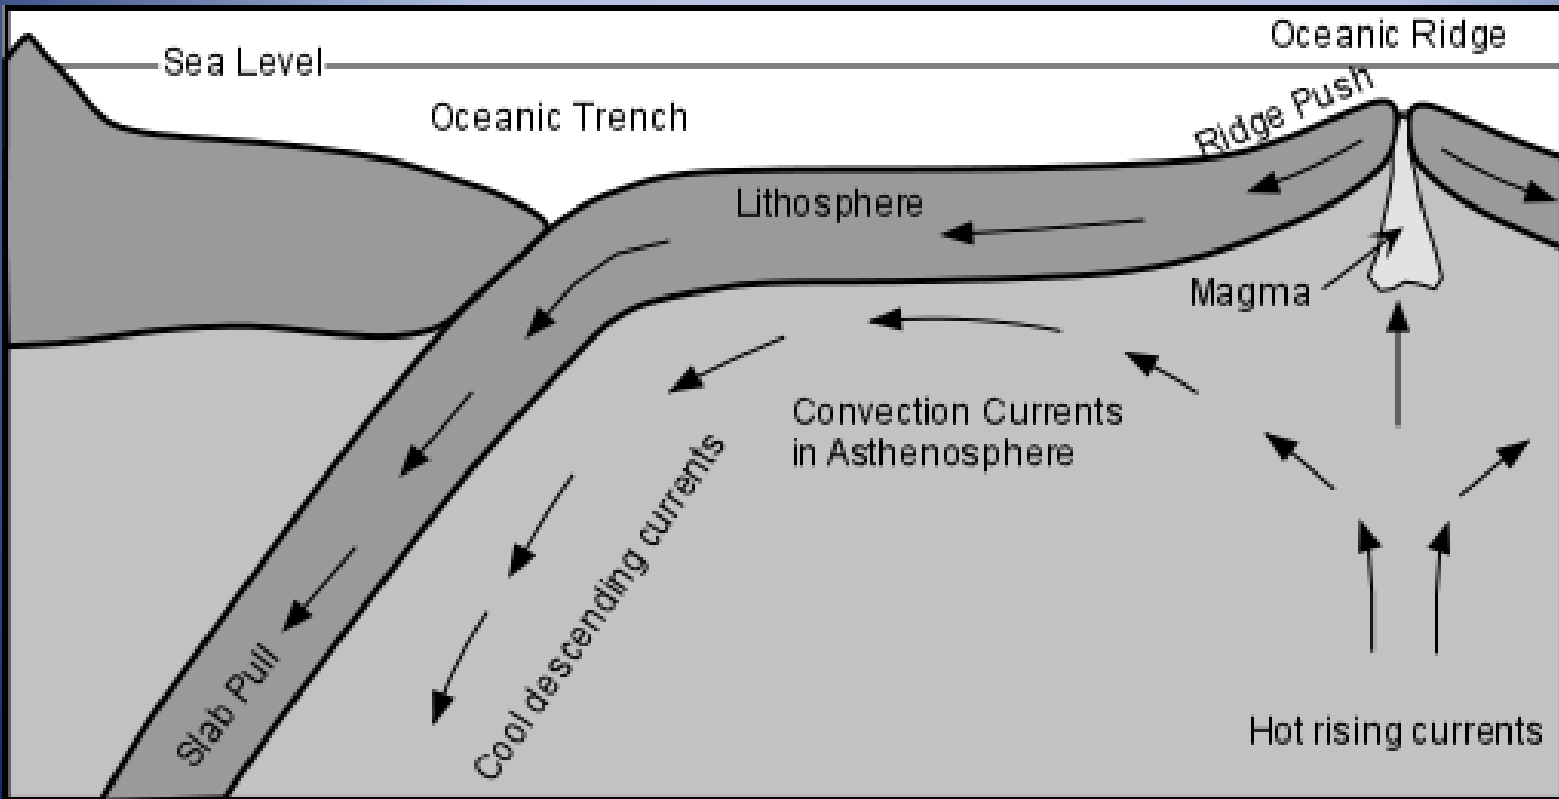 Oceanic Ridge
Sea Level
Oceanic Trench
Ridge Push
Lithosphere
Magma
Convection Currents
in Asthenosphere
Cool descending currents
Slab Pull
Hot rising currents